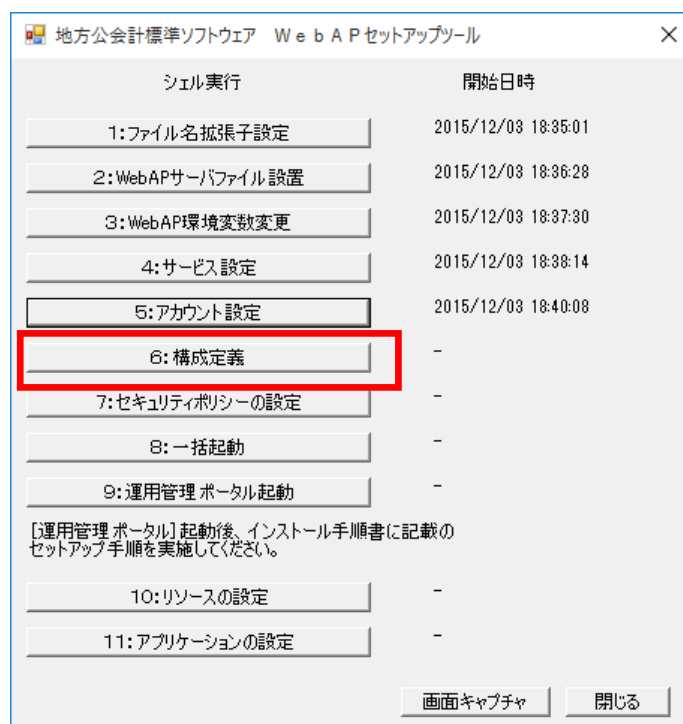 地方公会計標準ソフトウェア　ＷｅｂＡＰセットアップツール
シェル実行 開始日時
1:ファイル名拡張子設定 2015/12/03 18:35:01
2:WebAPサーバファイル設置 2015/12/03 18:36:28
3:WebAP環境変数変更 2015/12/03 18:37:30
4:サービス設定 2015/12/03 18:38:14
5:アカウント設定 2015/12/03 18:40:08
6:構成定義 -
7:セキュリティポリシーの設定 -
8:一括起動 -
9:運用管理ポータル起動 -
[運用管理ポータル]起動後、インストール手順書に記載の
セットアップ手順を実施してください。
10:リソースの設定 -
11:アプリケーションの設定 -
画面キャプチャ 閉じる